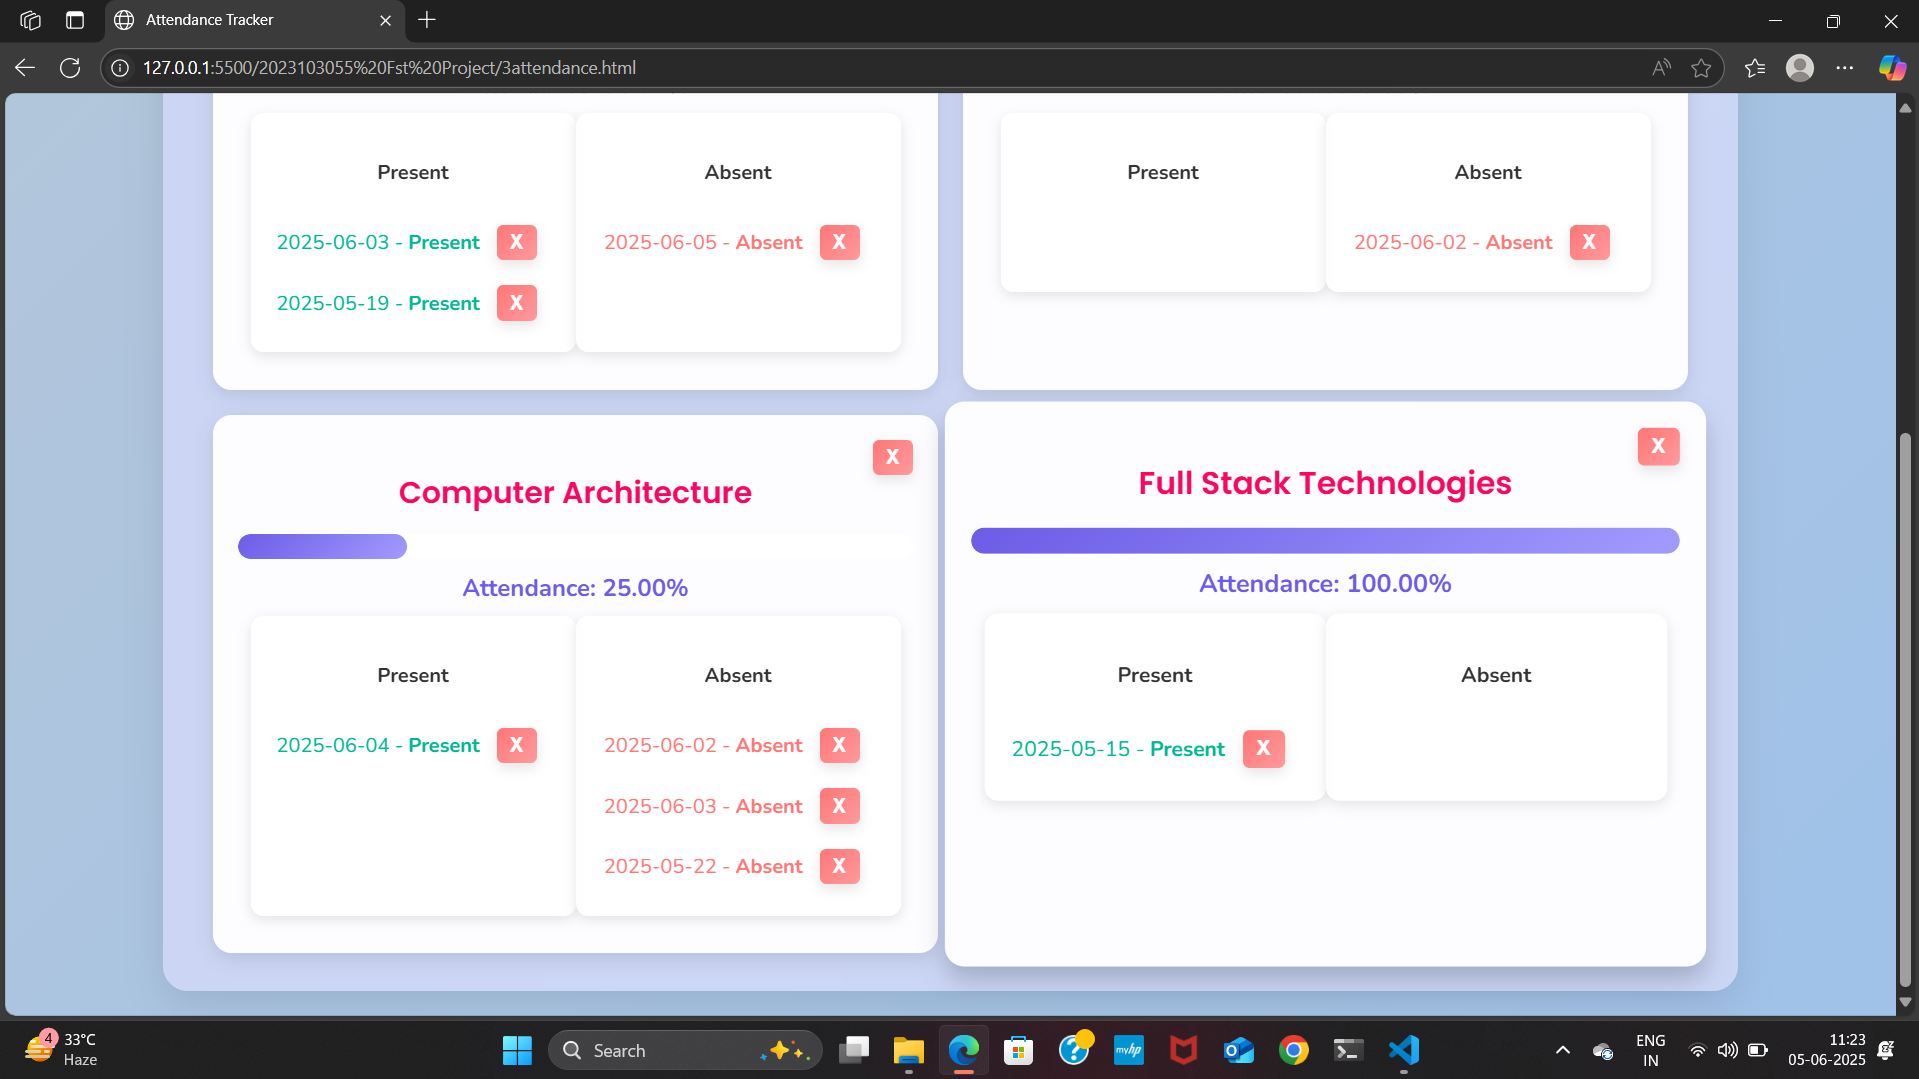 Attendance Tracker
127.0.0.1:5500/2023103055%20Fst%20Project/3attendance.html
Present
Absent
2025-06-03 - Present X
2025-06-05 - Absent X
2025-05-19 - Present X
Present
Absent
2025-06-02 - Absent X
X
Computer Architecture
Attendance: 25.00%
Present
Absent
2025-06-04 - Present X
2025-06-02 - Absent X
2025-06-03 - Absent X
2025-05-22 - Absent X
X
Full Stack Technologies
Attendance: 100.00%
Present
Absent
2025-05-15 - Present X
4
33°C
Haze
Search
myhp
ENG
IN
11:23
05-06-2025